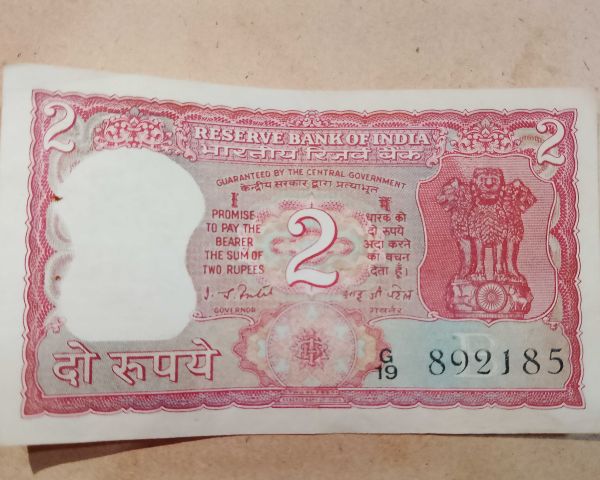 2
2
RESERVE BANK OF INDIA
भारतीय रिज़र्व बैंक
GUARANTEED BY THE CENTRAL GOVERNMENT
केन्द्रीय सरकार द्वारा प्रत्याभूत
I
PROMISE
TO PAY THE
BEARER
THE SUM OF
TWO RUPEES
2
मैं
धारक को
दो रुपये
अदा करने
का वचन
देता हूँ।
GOVERNOR
गवर्नर
दो रुपये
G
19
B
892185